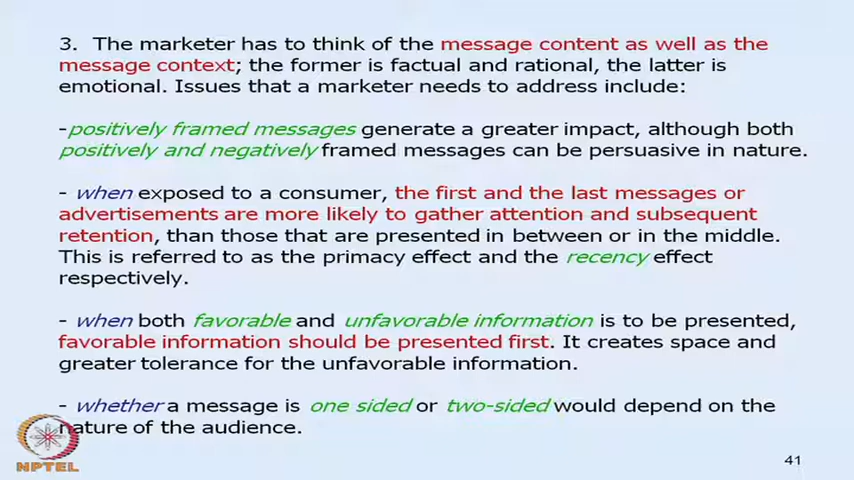 3. The marketer has to think of the message content as well as the
message context; the former is factual and rational, the latter is
emotional. Issues that a marketer needs to address include:
-positively framed messages generate a greater impact, although both
positively and negatively framed messages can be persuasive in nature.
- when exposed to a consumer, the first and the last messages or
advertisements are more likely to gather attention and subsequent
retention, than those that are presented in between or in the middle.
This is referred to as the primacy effect and the recency effect
respectively.
- when both favorable and unfavorable information is to be presented,
favorable information should be presented first. It creates space and
greater tolerance for the unfavorable information.
- whether a message is one sided or two-sided would depend on the
nature of the audience.
41
NPTEL